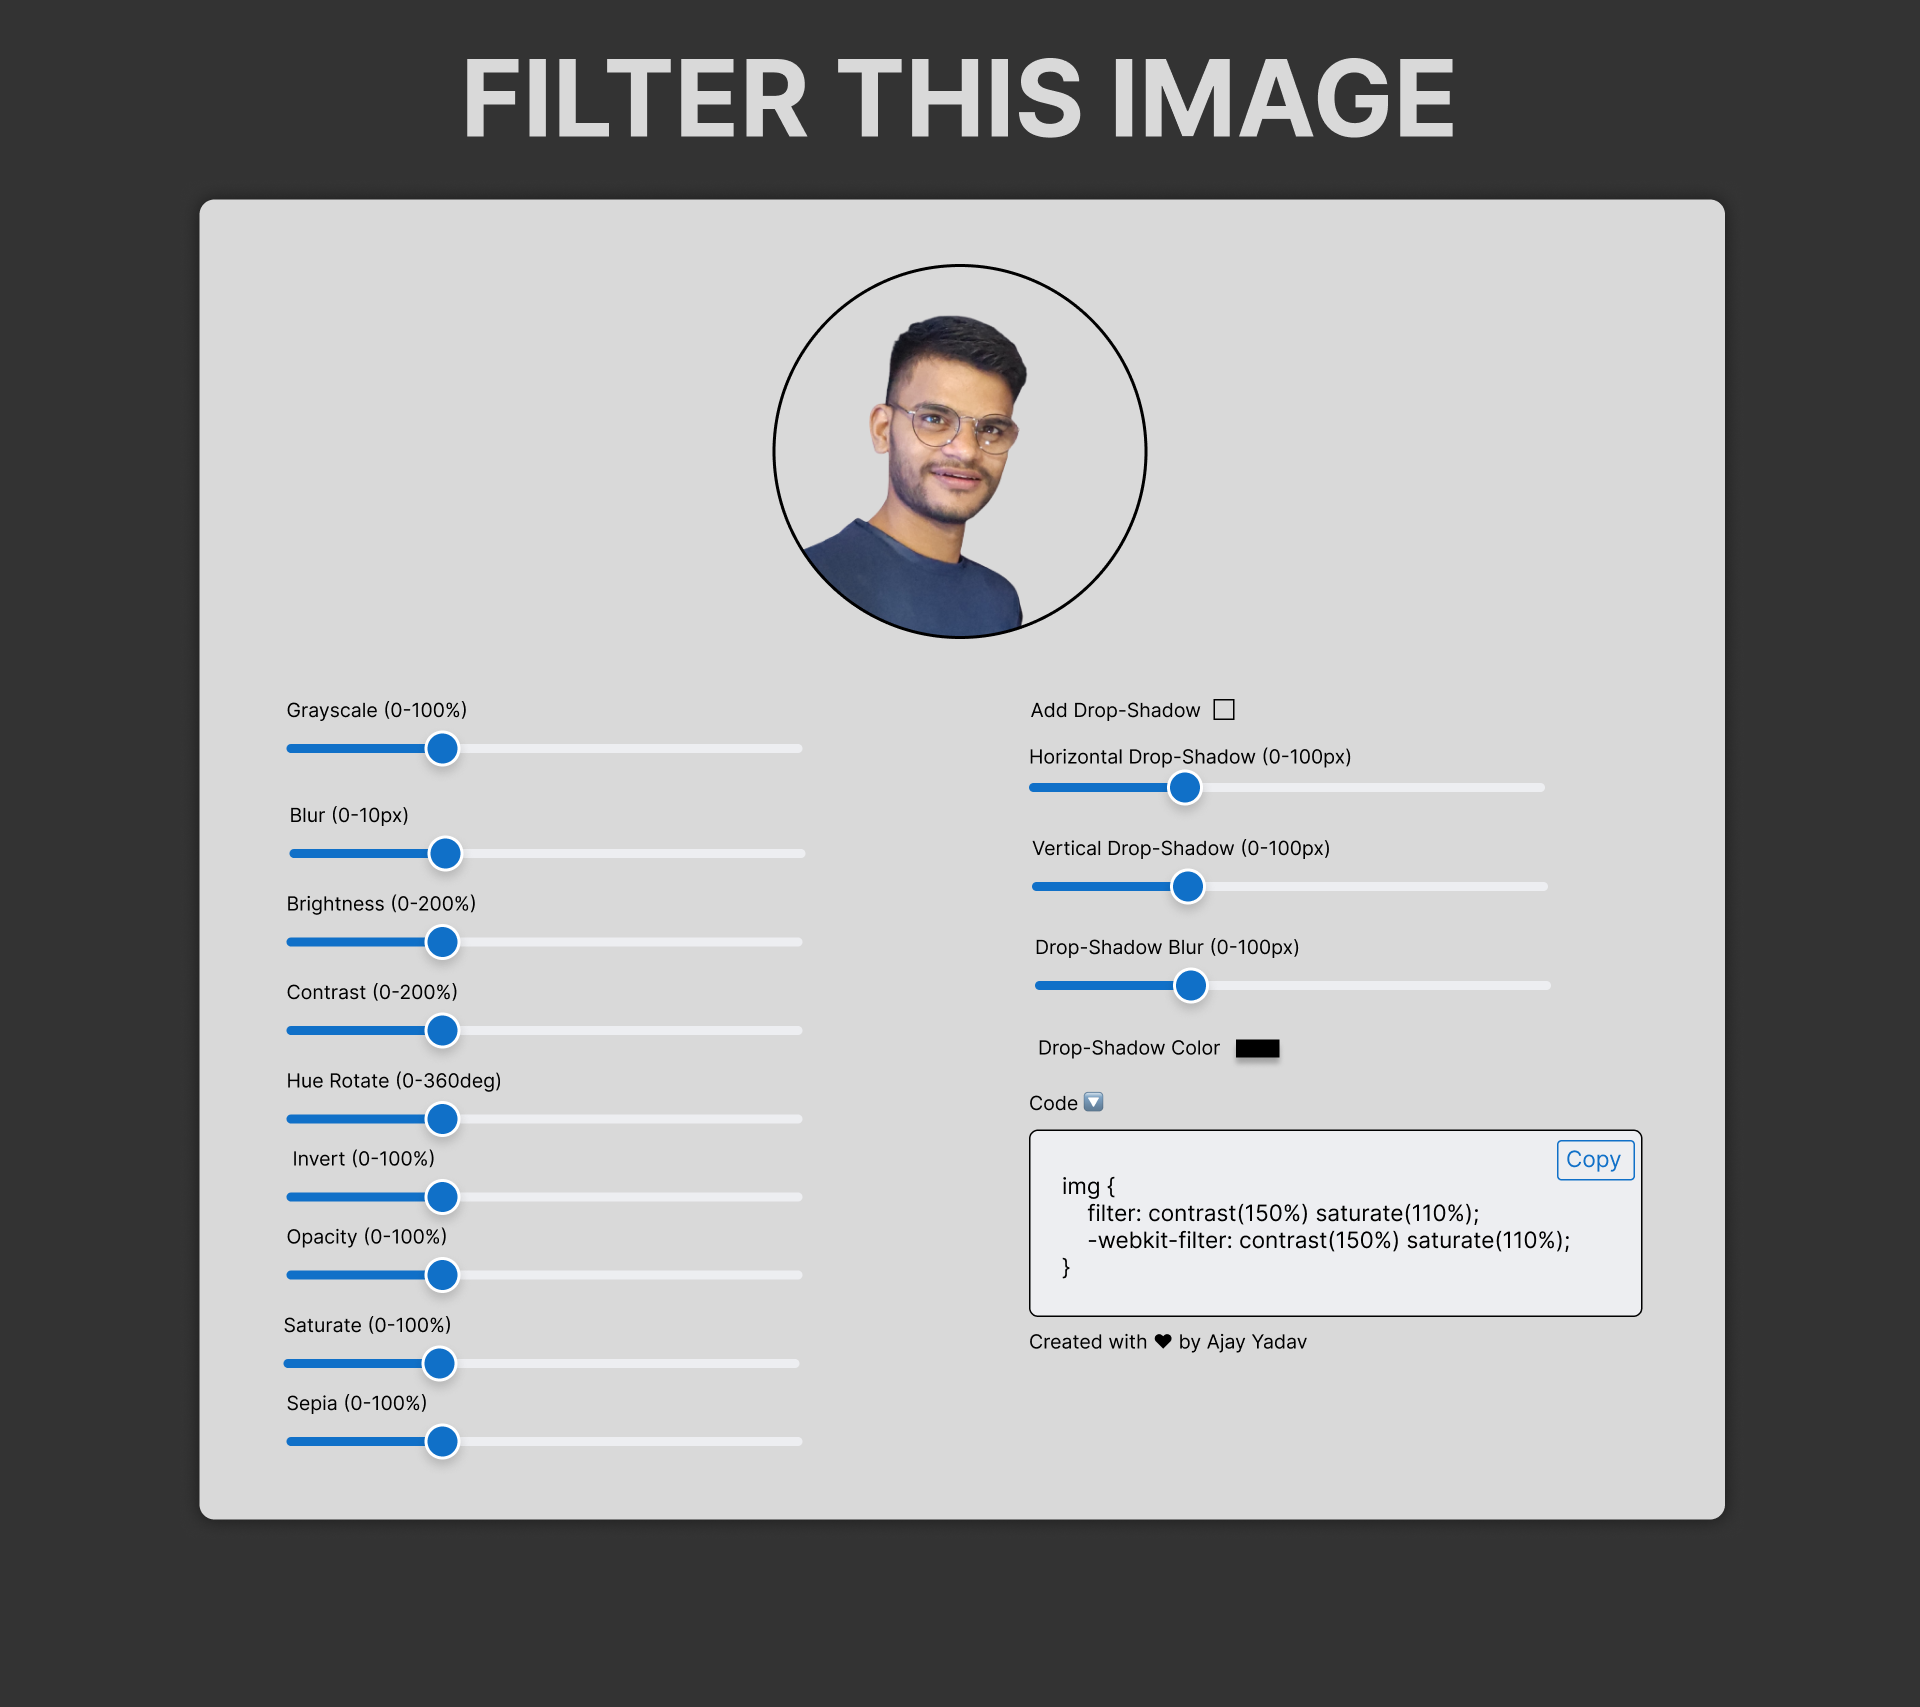 FILTER THIS IMAGE
Grayscale (0-100%)
Blur (0-10px)
Brightness (0-200%)
Contrast (0-200%)
Hue Rotate (0-360deg)
Invert (0-100%)
Opacity (0-100%)
Saturate (0-100%)
Sepia (0-100%)
Add Drop-Shadow
Horizontal Drop-Shadow (0-100px)
Vertical Drop-Shadow (0-100px)
Drop-Shadow Blur (0-100px)
Drop-Shadow Color
Code 🔽
Copy
img {
filter: contrast(150%) saturate(110%);
-webkit-filter: contrast(150%) saturate(110%);
}
Created with ♥ by Ajay Yadav